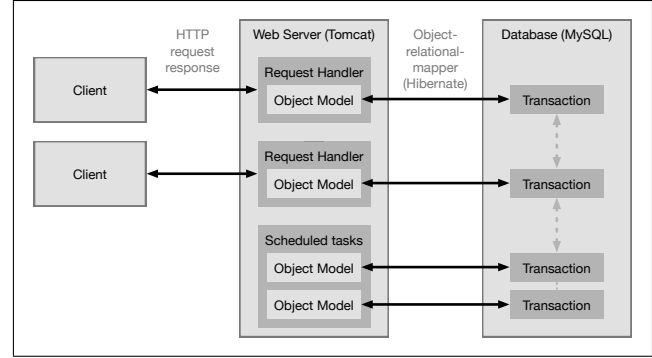 HTTP
request
response
Web Server (Tomcat)
Object-
relational-
mapper
(Hibernate)
Database (MySQL)
Client
Request Handler
Object Model
Transaction
Client
Request Handler
Object Model
Transaction
Scheduled tasks
Object Model
Transaction
Object Model
Transaction